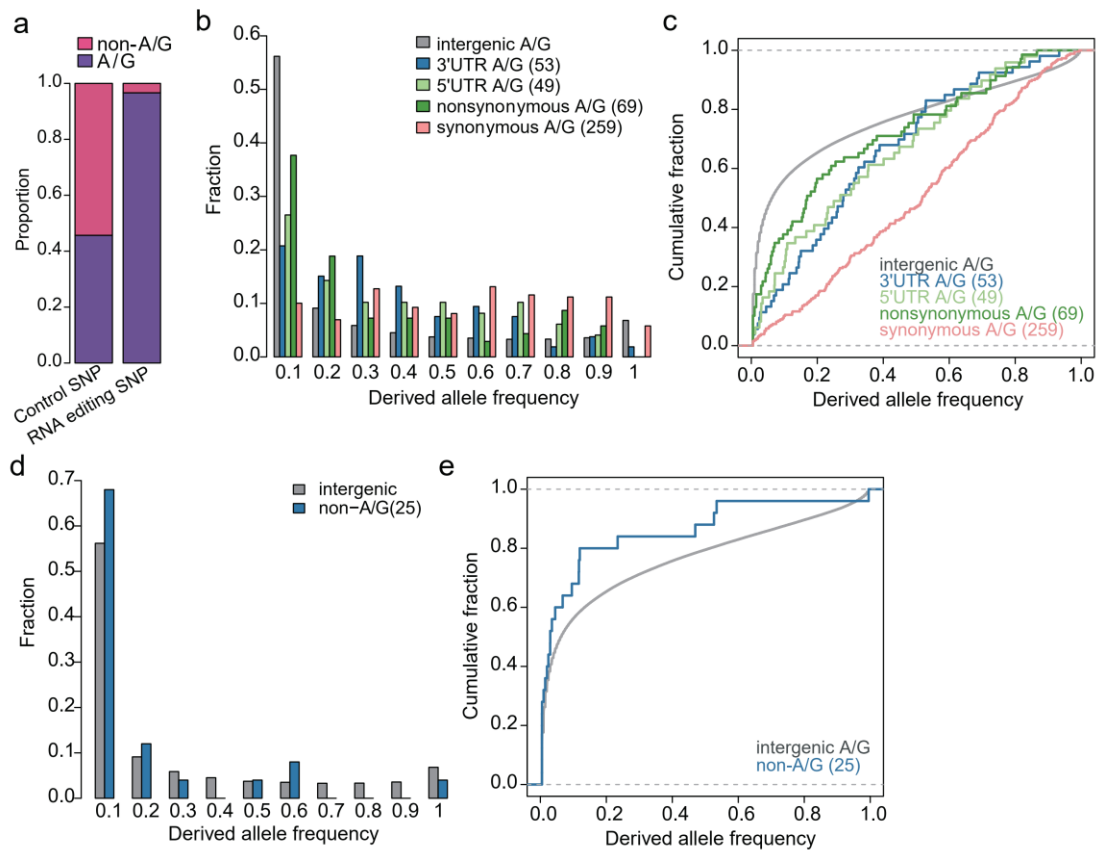 a
non-A/G
A/G
Proportion
1.0
0.8
0.6
0.4
0.2
0.0
Control SNP
RNA editing SNP
b
intergenic A/G
3'UTR A/G (53)
5'UTR A/G (49)
nonsynonymous A/G (69)
synonymous A/G (259)
Fraction
0.6
0.5
0.4
0.3
0.2
0.1
0.0
0.1 0.2 0.3 0.4 0.5 0.6 0.7 0.8 0.9 1
Derived allele frequency
c
Cumulative fraction
1.0
0.8
0.6
0.4
0.2
0.0
intergenic A/G
3'UTR A/G (53)
5'UTR A/G (49)
nonsynonymous A/G (69)
synonymous A/G (259)
0.0 0.2 0.4 0.6 0.8 1.0
Derived allele frequency
d
intergenic
non−A/G(25)
Fraction
0.7
0.6
0.5
0.4
0.3
0.2
0.1
0.0
0.1 0.2 0.3 0.4 0.5 0.6 0.7 0.8 0.9 1
Derived allele frequency
e
Cumulative fraction
1.0
0.8
0.6
0.4
0.2
0.0
intergenic A/G
non-A/G (25)
0.0 0.2 0.4 0.6 0.8 1.0
Derived allele frequency